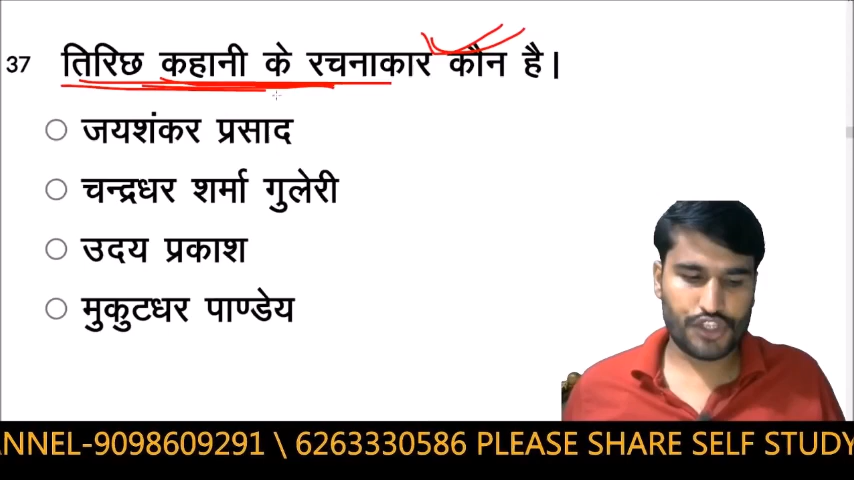 37 तिरिछ कहानी के रचनाकार कौन है।
जयशंकर प्रसाद
चन्द्रधर शर्मा गुलेरी
उदय प्रकाश
मुकुटधर पाण्डेय
ANNEL-9098609291 \ 6263330586 PLEASE SHARE SELF STUDY